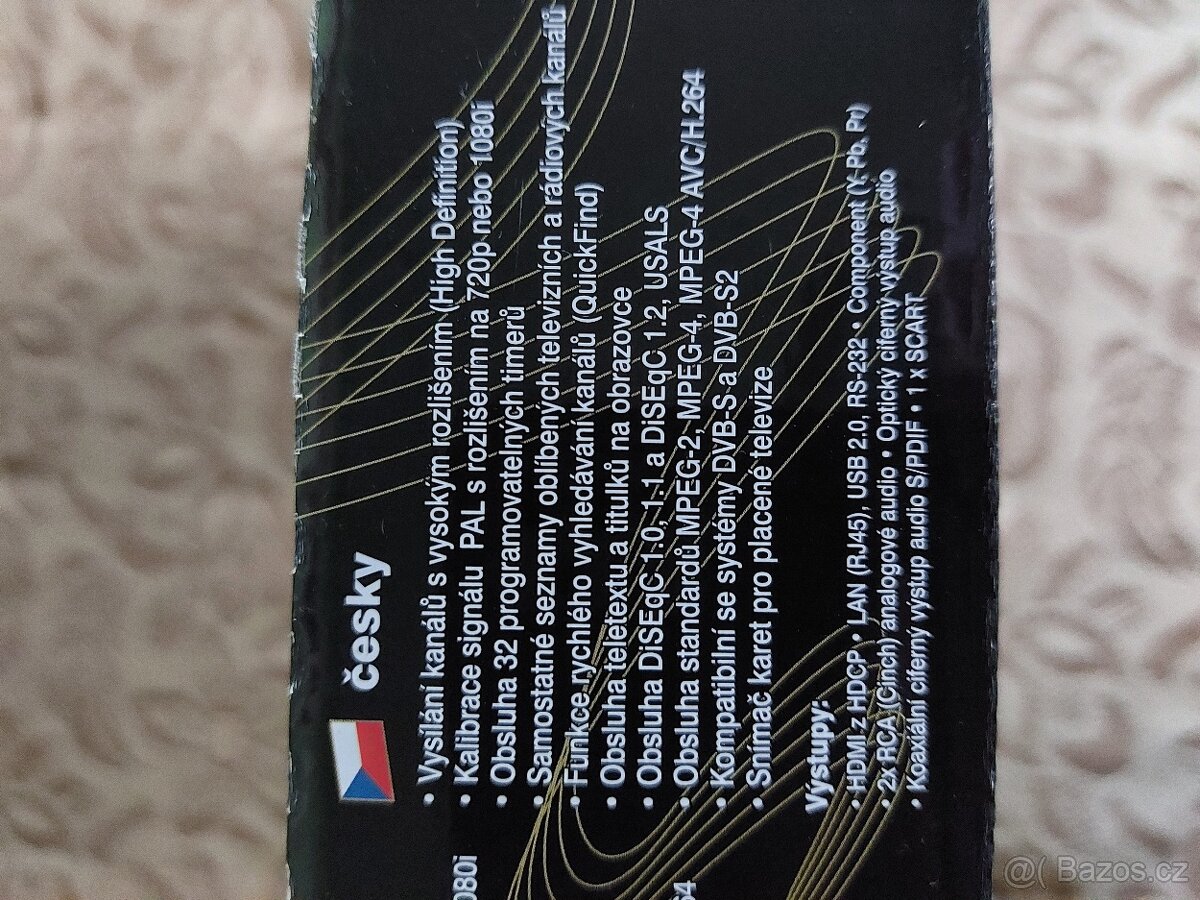 česky
• Vysílání kanálů s vysokým rozlišením (High Definition)
• Kalibrace signálu PAL s rozlišením na 720p nebo 1080i
• Obsluha 32 programovatelných timerů
• Samostatné seznamy oblíbených televizních a rádiových kanálů
• Funkce rychlého vyhledávání kanálů (QuickFind)
• Obsluha teletextu a titulků na obrazovce
• Obsluha DiSEqC 1.0, 1.1 a DiSEqC 1.2, USALS
• Obsluha standardů MPEG-2, MPEG-4, MPEG-4 AVC/H.264
• Kompatibilní se systémy DVB-S a DVB-S2
• Snímač karet pro placené televize
Výstupy:
• HDMI z HDCP • LAN (RJ45), USB 2.0, RS-232 • Component (Y, Pb, Pr)
• 2x RCA (Cinch) analogové audio • Optický ciferný výstup audio
• Koaxiální ciferný výstup audio S/PDIF • 1 x SCART
080i
64
@( Bazos.cz